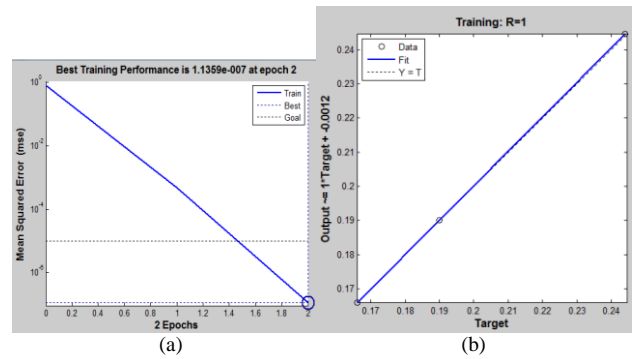 Best Training Performance is 1.1359e-007 at epoch 2
Mean Squared Error (mse)
10^0
10^-2
10^-4
10^-6
0 0.2 0.4 0.6 0.8 1 1.2 1.4 1.6 1.8 2
2 Epochs
Train
Best
Goal
(a)
Training: R=1
Output ~= 1*Target + -0.0012
0.24
0.23
0.22
0.21
0.2
0.19
0.18
0.17
0.17 0.18 0.19 0.2 0.21 0.22 0.23 0.24
Target
Data
Fit
Y = T
(b)